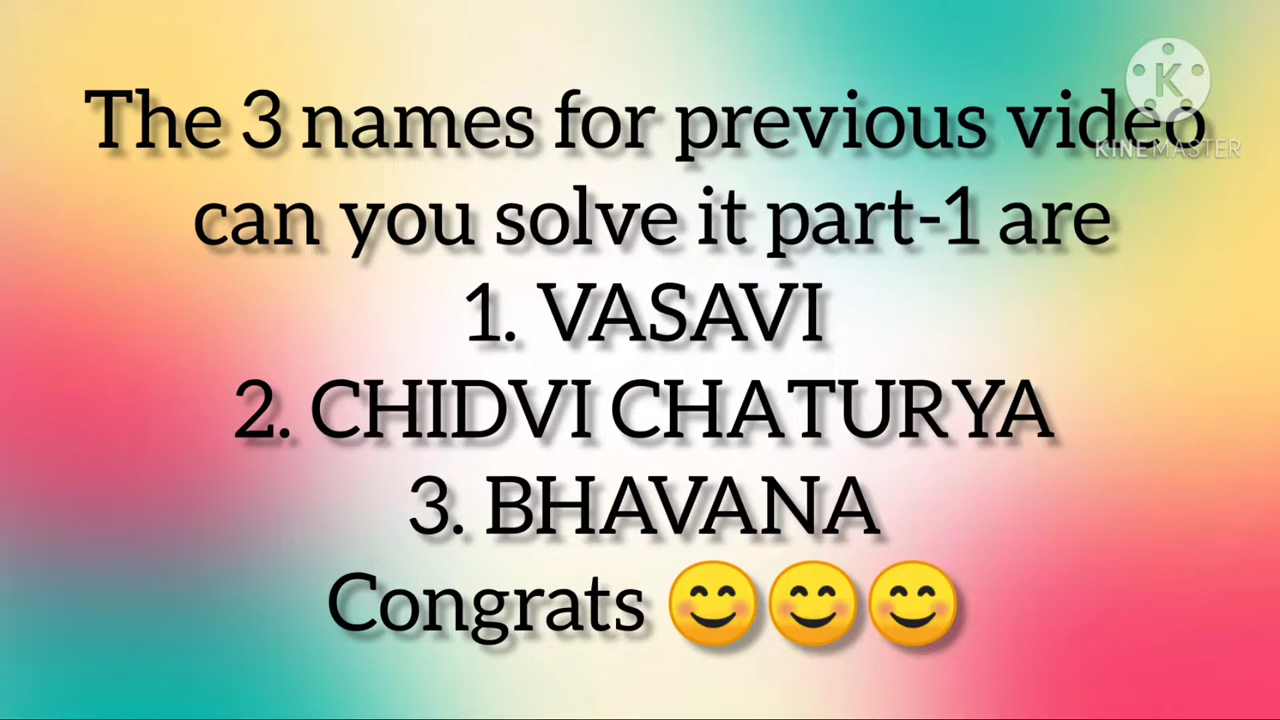 The 3 names for previous video
can you solve it part-1 are
1. VASAVI
2. CHIDVI CHATURYA
3. BHAVANA
Congrats 😊😊😊
K
KINEMASTER